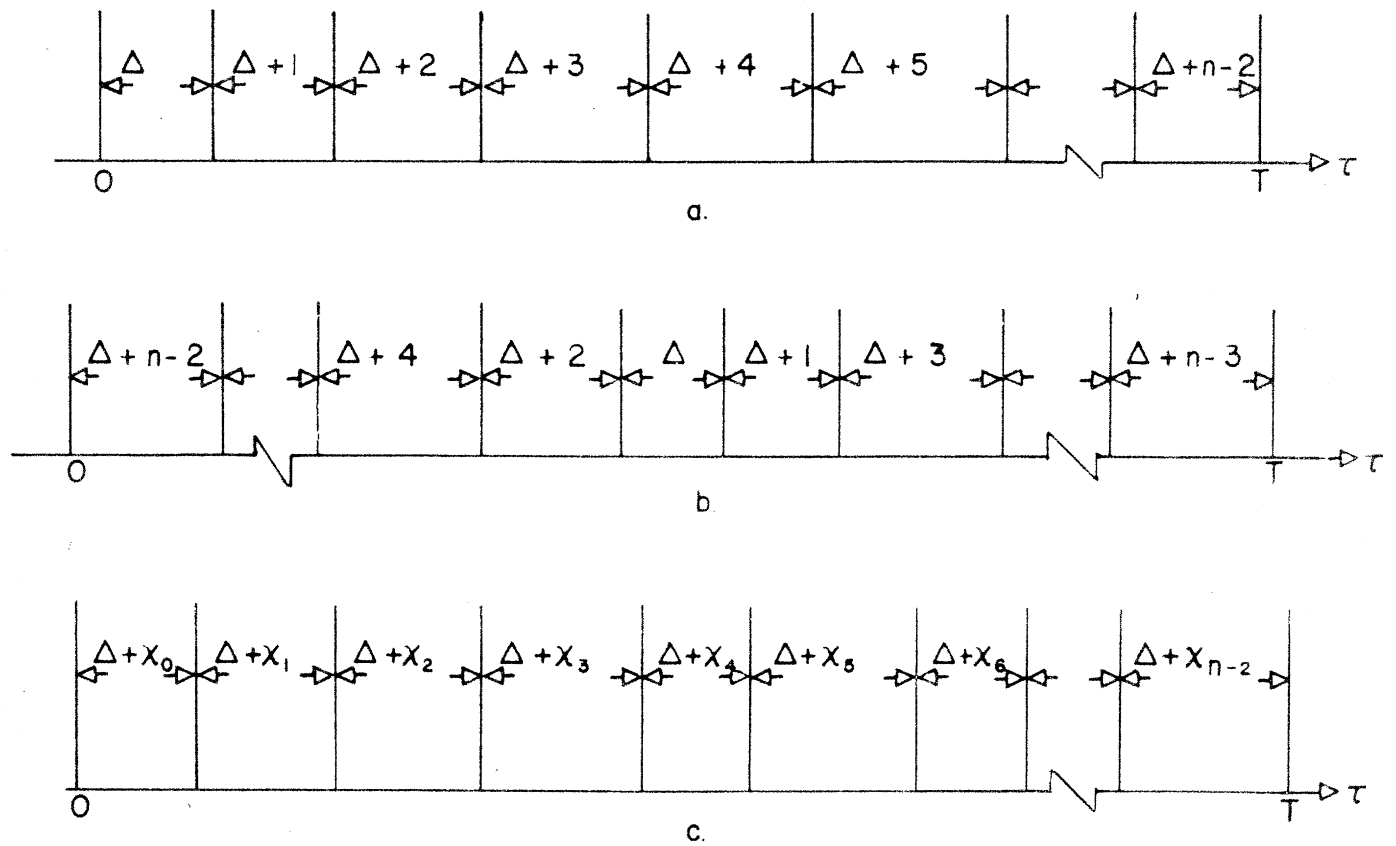 Δ Δ + 1 Δ + 2 Δ + 3 Δ + 4 Δ + 5 Δ + n - 2
O T τ
a.
Δ + n - 2 Δ + 4 Δ + 2 Δ Δ + 1 Δ + 3 Δ + n - 3
O T τ
b
Δ + X₀ Δ + X₁ Δ + X₂ Δ + X₃ Δ + X₄ Δ + X₅ Δ + X₆ Δ + Xₙ₋₂
O T τ
c.